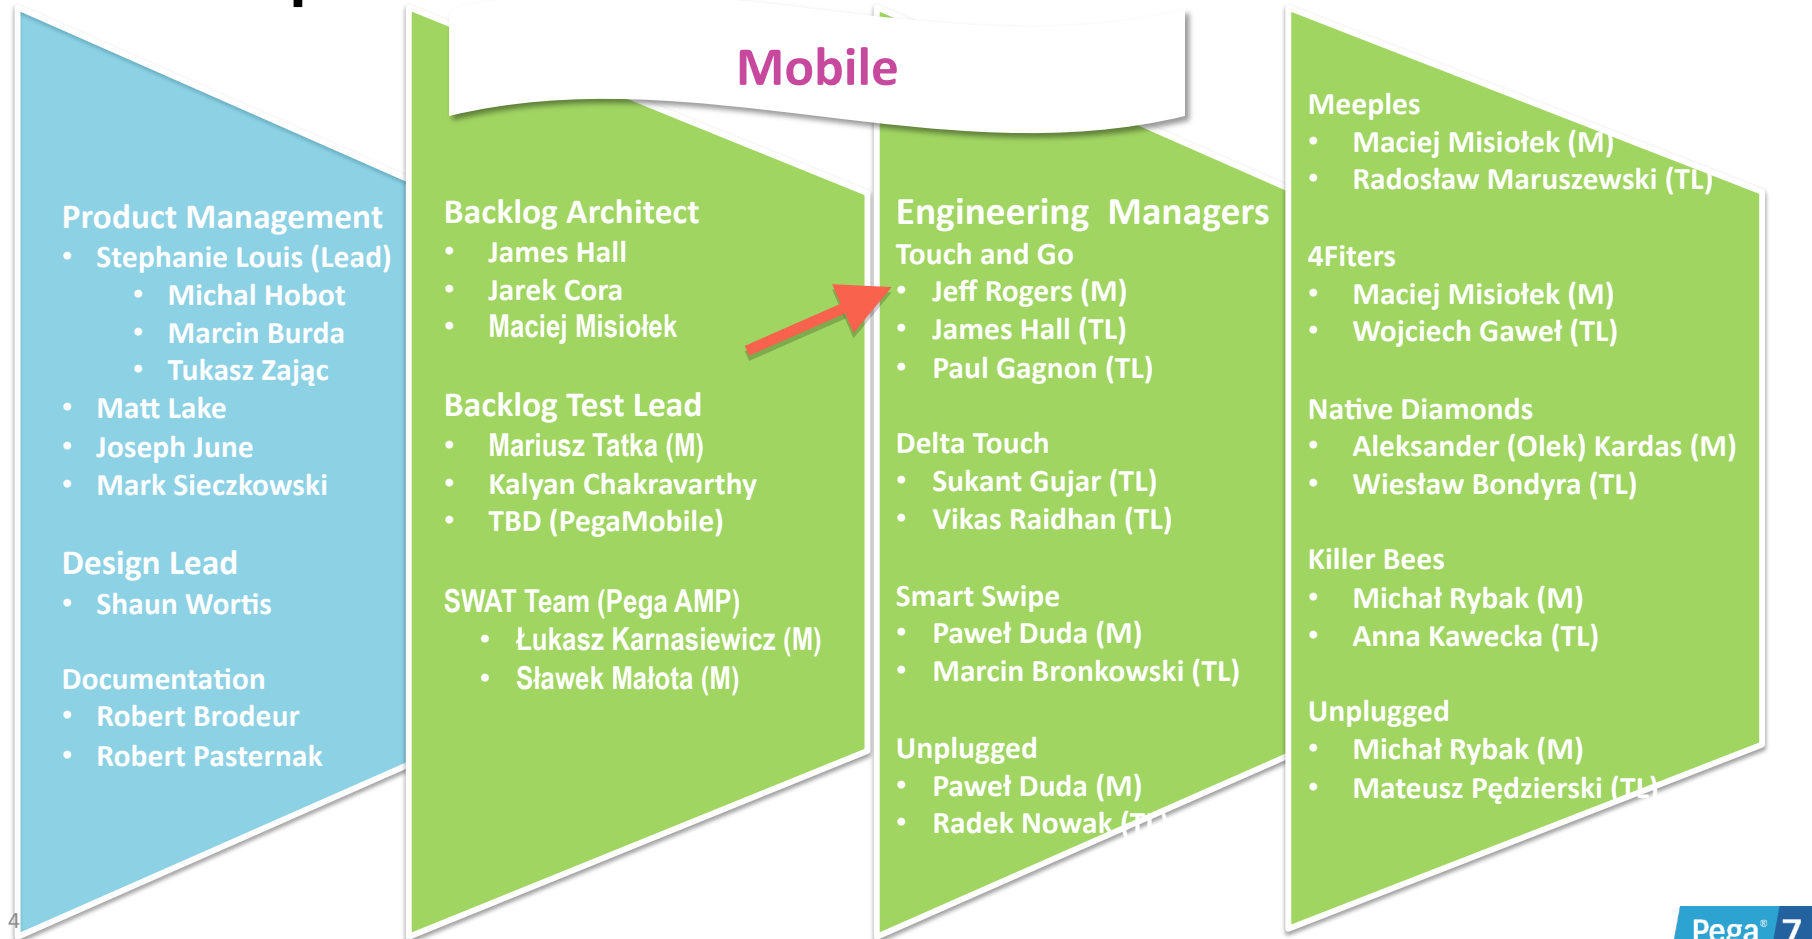 Mobile
Product Management
• Stephanie Louis (Lead)
• Michal Hobot
• Marcin Burda
• Tukasz Zając
• Matt Lake
• Joseph June
• Mark Sieczkowski
Design Lead
• Shaun Wortis
Documentation
• Robert Brodeur
• Robert Pasternak
Backlog Architect
• James Hall
• Jarek Cora
• Maciej Misiołek
Backlog Test Lead
• Mariusz Tatka (M)
• Kalyan Chakravarthy
• TBD (PegaMobile)
SWAT Team (Pega AMP)
• Łukasz Karnasiewicz (M)
• Sławek Małota (M)
Engineering Managers
Touch and Go
• Jeff Rogers (M)
• James Hall (TL)
• Paul Gagnon (TL)
Delta Touch
• Sukant Gujar (TL)
• Vikas Raidhan (TL)
Smart Swipe
• Paweł Duda (M)
• Marcin Bronkowski (TL)
Unplugged
• Paweł Duda (M)
• Radek Nowak (TL)
Meeples
• Maciej Misiołek (M)
• Radosław Maruszewski (TL)
4Fiters
• Maciej Misiołek (M)
• Wojciech Gaweł (TL)
Native Diamonds
• Aleksander (Olek) Kardas (M)
• Wiesław Bondyra (TL)
Killer Bees
• Michał Rybak (M)
• Anna Kawecka (TL)
Unplugged
• Michał Rybak (M)
• Mateusz Pędzierski (TL)
4
Pega® 7